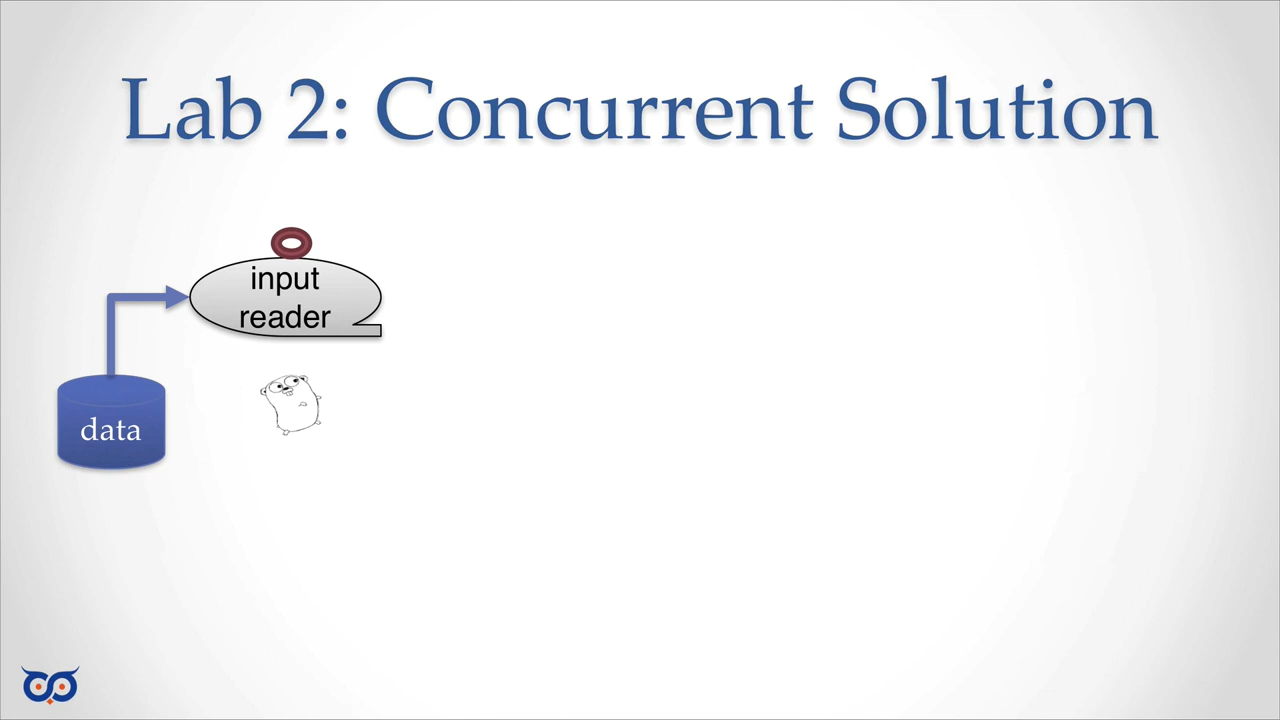 Lab 2: Concurrent Solution
input
reader
data